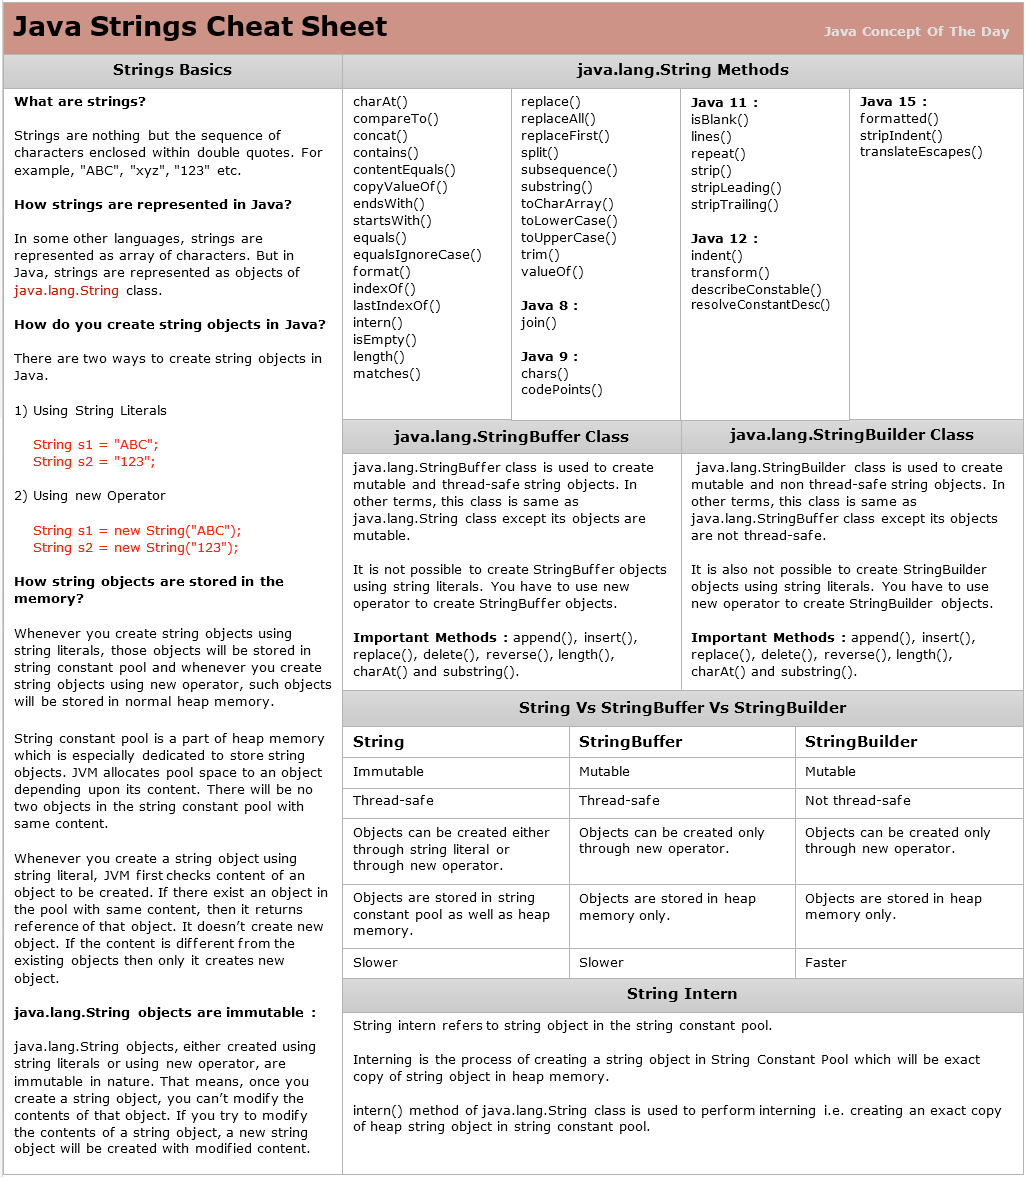 Java Strings Cheat Sheet
Java Concept Of The Day
Strings Basics
What are strings?
Strings are nothing but the sequence of
characters enclosed within double quotes. For
example, "ABC", "xyz", "123" etc.
How strings are represented in Java?
In some other languages, strings are
represented as array of characters. But in
Java, strings are represented as objects of
java.lang.String class.
How do you create string objects in Java?
There are two ways to create string objects in
Java.
1) Using String Literals
String s1 = "ABC";
String s2 = "123";
2) Using new Operator
String s1 = new String("ABC");
String s2 = new String("123");
How string objects are stored in the
memory?
Whenever you create string objects using
string literals, those objects will be stored in
string constant pool and whenever you create
string objects using new operator, such objects
will be stored in normal heap memory.
String constant pool is a part of heap memory
which is especially dedicated to store string
objects. JVM allocates pool space to an object
depending upon its content. There will be no
two objects in the string constant pool with
same content.
Whenever you create a string object using
string literal, JVM first checks content of an
object to be created. If there exist an object in
the pool with same content, then it returns
reference of that object. It doesn’t create new
object. If the content is different from the
existing objects then only it creates new
object.
java.lang.String objects are immutable :
java.lang.String objects, either created using
string literals or using new operator, are
immutable in nature. That means, once you
create a string object, you can’t modify the
contents of that object. If you try to modify
the contents of a string object, a new string
object will be created with modified content.
java.lang.String Methods
charAt()
compareTo()
concat()
contains()
contentEquals()
copyValueOf()
endsWith()
startsWith()
equals()
equalsIgnoreCase()
format()
indexOf()
lastIndexOf()
intern()
isEmpty()
length()
matches()
replace()
replaceAll()
replaceFirst()
split()
subsequence()
substring()
toCharArray()
toLowerCase()
toUpperCase()
trim()
valueOf()
Java 8 :
join()
Java 9 :
chars()
codePoints()
Java 11 :
isBlank()
lines()
repeat()
strip()
stripLeading()
stripTrailing()
Java 12 :
indent()
transform()
describeConstable()
resolveConstantDesc()
Java 15 :
formatted()
stripIndent()
translateEscapes()
java.lang.StringBuffer Class
java.lang.StringBuffer class is used to create
mutable and thread-safe string objects. In
other terms, this class is same as
java.lang.String class except its objects are
mutable.
It is not possible to create StringBuffer objects
using string literals. You have to use new
operator to create StringBuffer objects.
Important Methods : append(), insert(),
replace(), delete(), reverse(), length(),
charAt() and substring().
java.lang.StringBuilder Class
java.lang.StringBuilder class is used to create
mutable and non thread-safe string objects. In
other terms, this class is same as
java.lang.StringBuffer class except its objects
are not thread-safe.
It is also not possible to create StringBuilder
objects using string literals. You have to use
new operator to create StringBuilder objects.
Important Methods : append(), insert(),
replace(), delete(), reverse(), length(),
charAt() and substring().
String Vs StringBuffer Vs StringBuilder
String StringBuffer StringBuilder
Immutable Mutable Mutable
Thread-safe Thread-safe Not thread-safe
Objects can be created either
through string literal or
through new operator.
Objects can be created only
through new operator.
Objects can be created only
through new operator.
Objects are stored in string
constant pool as well as heap
memory.
Objects are stored in heap
memory only.
Objects are stored in heap
memory only.
Slower Slower Faster
String Intern
String intern refers to string object in the string constant pool.
Interning is the process of creating a string object in String Constant Pool which will be exact
copy of string object in heap memory.
intern() method of java.lang.String class is used to perform interning i.e. creating an exact copy
of heap string object in string constant pool.